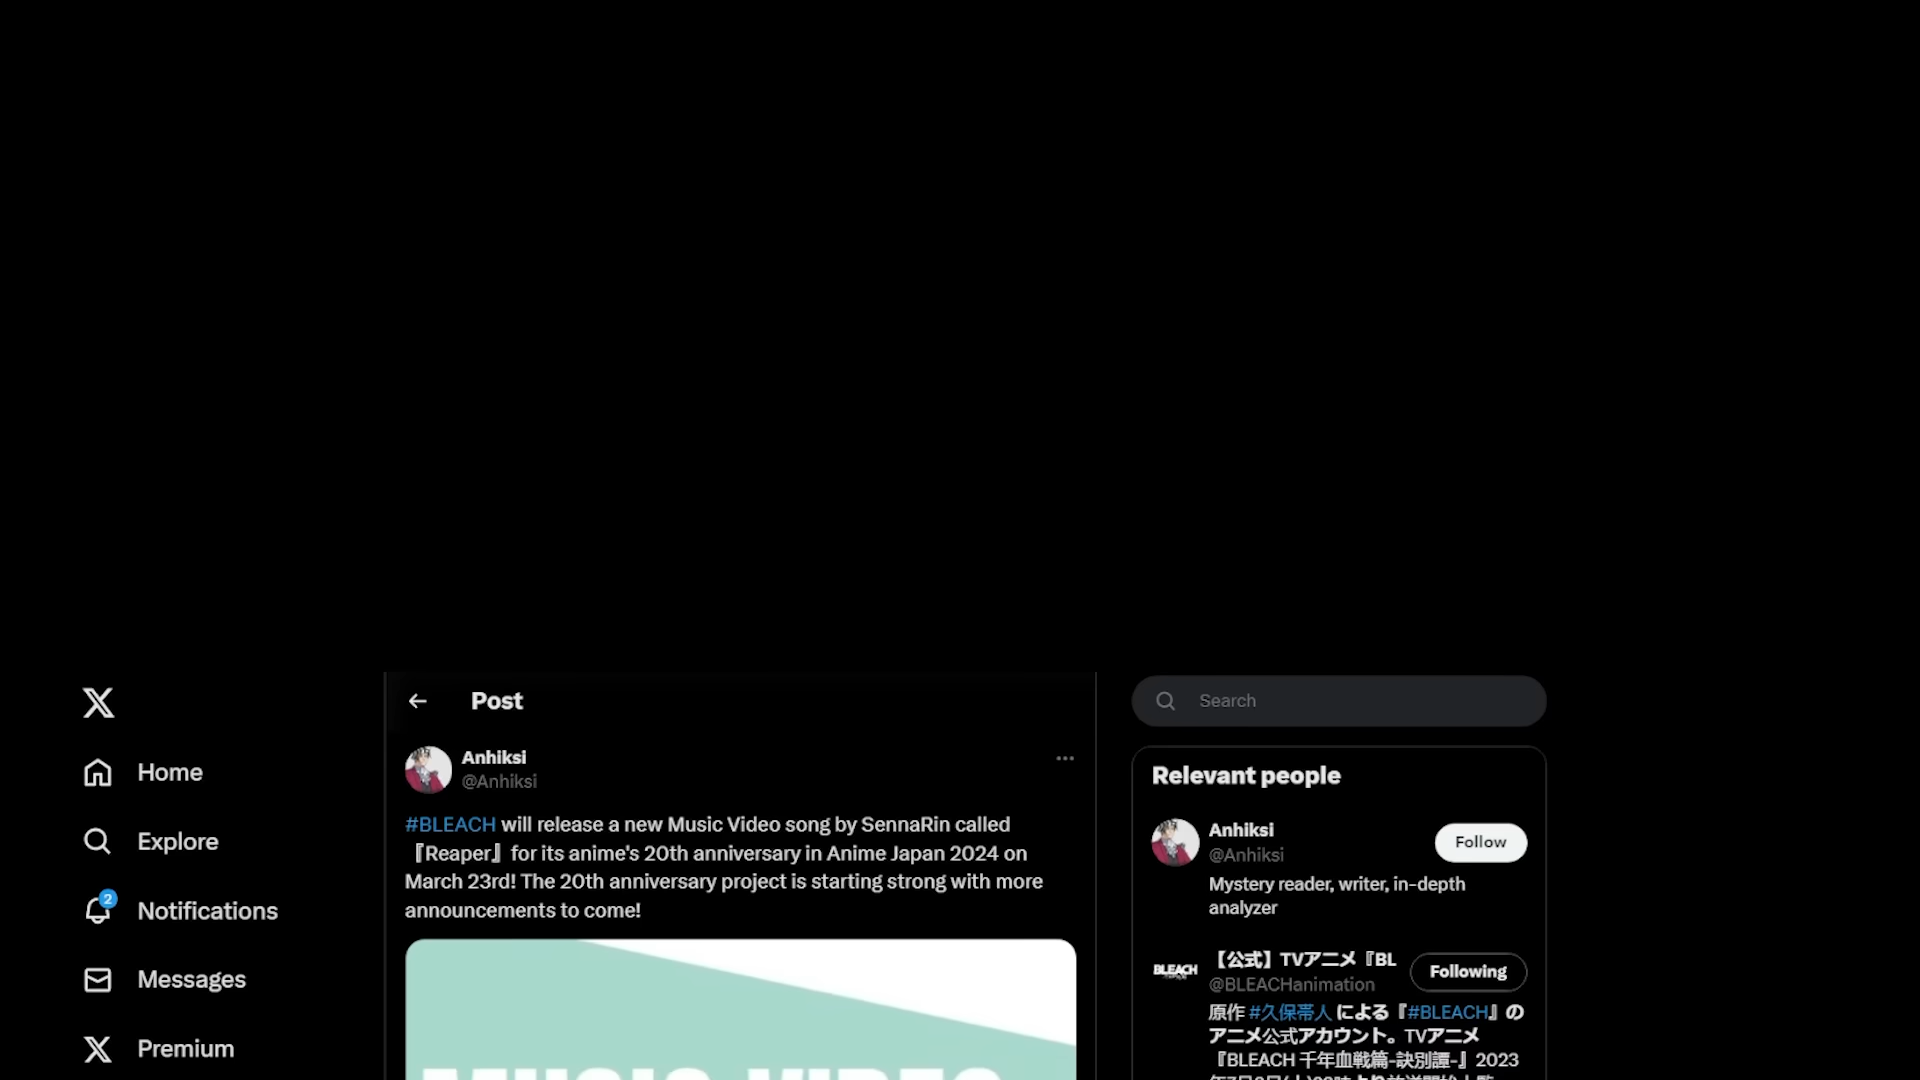 Post
Search
Anhiksi
@Anhiksi
#BLEACH will release a new Music Video song by SennaRin called
『Reaper』for its anime's 20th anniversary in Anime Japan 2024 on
March 23rd! The 20th anniversary project is starting strong with more
announcements to come!
MUSIC VIDEO
Home
Explore
2
Notifications
Messages
Premium
Relevant people
Anhiksi
@Anhiksi
Follow
Mystery reader, writer, in-depth
analyzer
BLEACH
【公式】TVアニメ『BL
@BLEACHanimation
Following
原作 #久保帯人 による『#BLEACH』の
アニメ公式アカウント。TVアニメ
『BLEACH 千年血戦篇-訣別譚-』2023